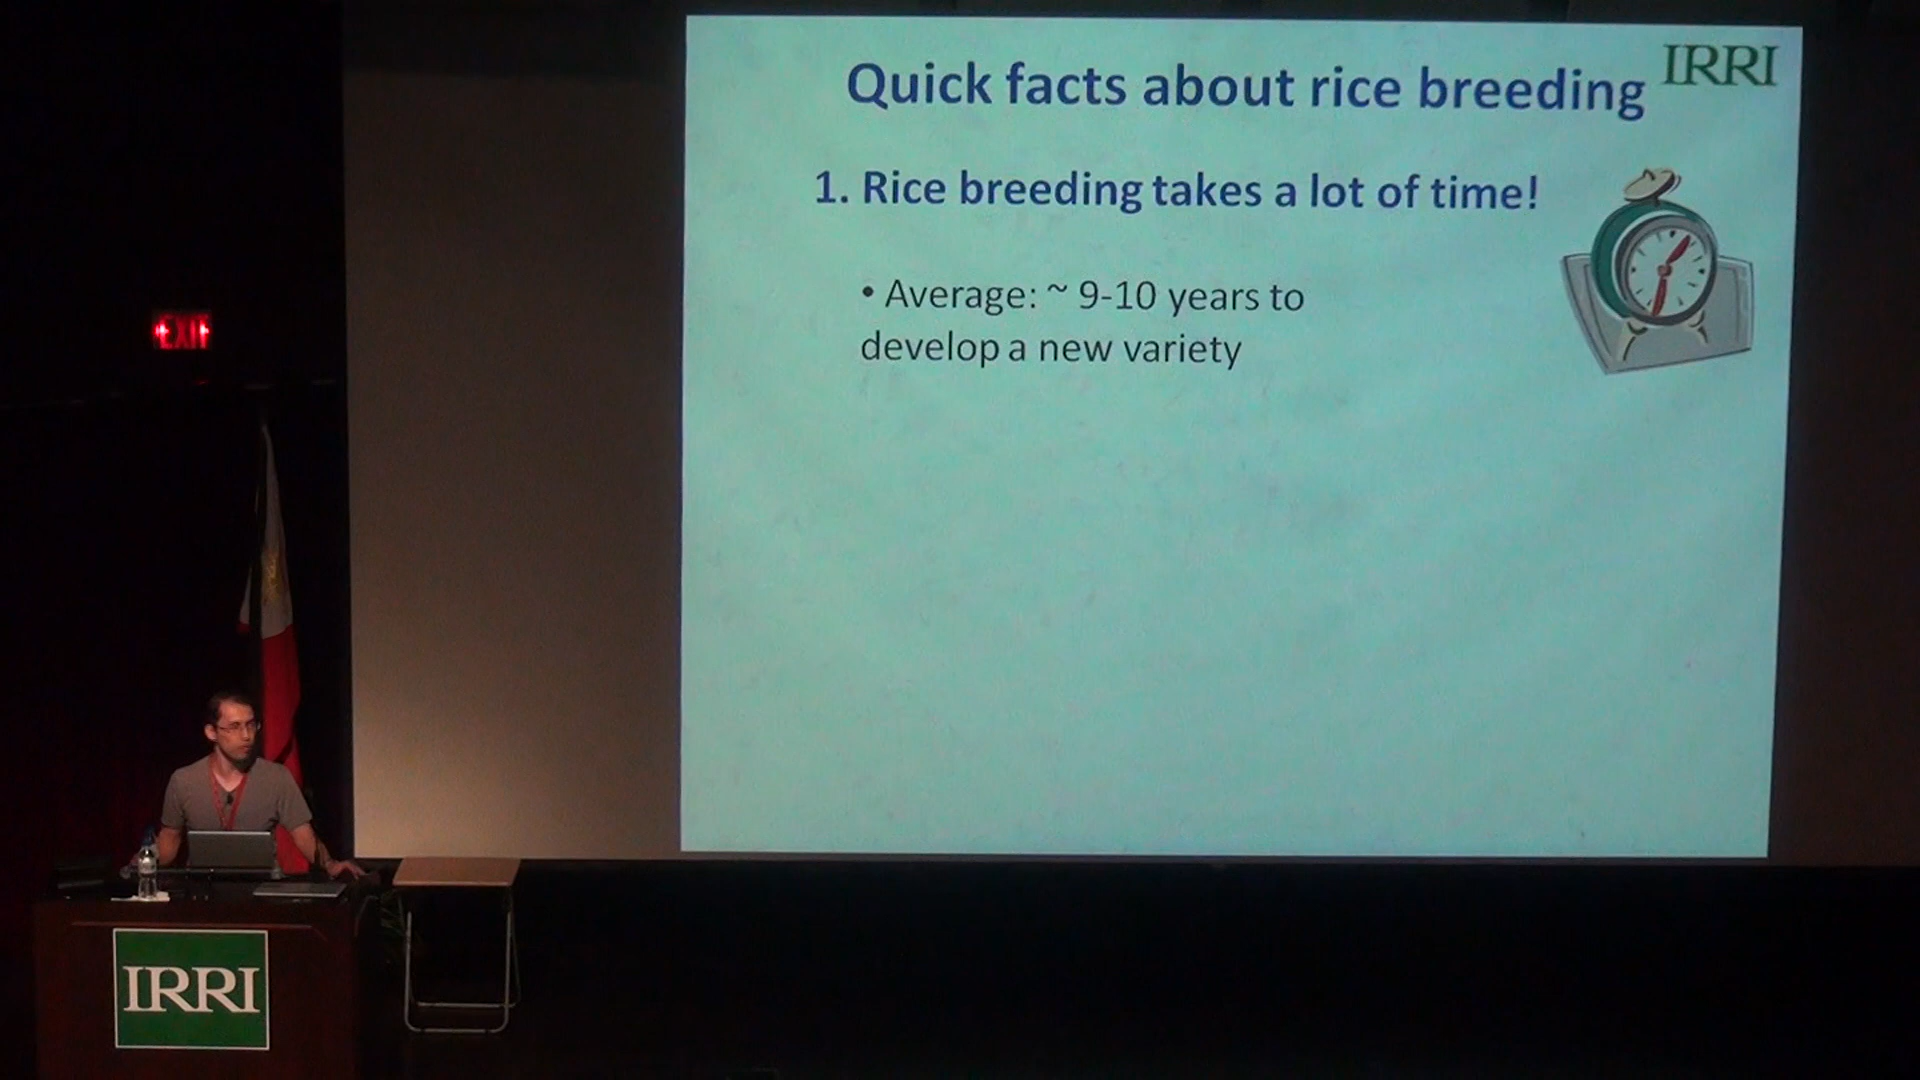 Quick facts about rice breeding
IRRI
1. Rice breeding takes a lot of time!
• Average: ~ 9-10 years to
develop a new variety
EXIT
IRRI